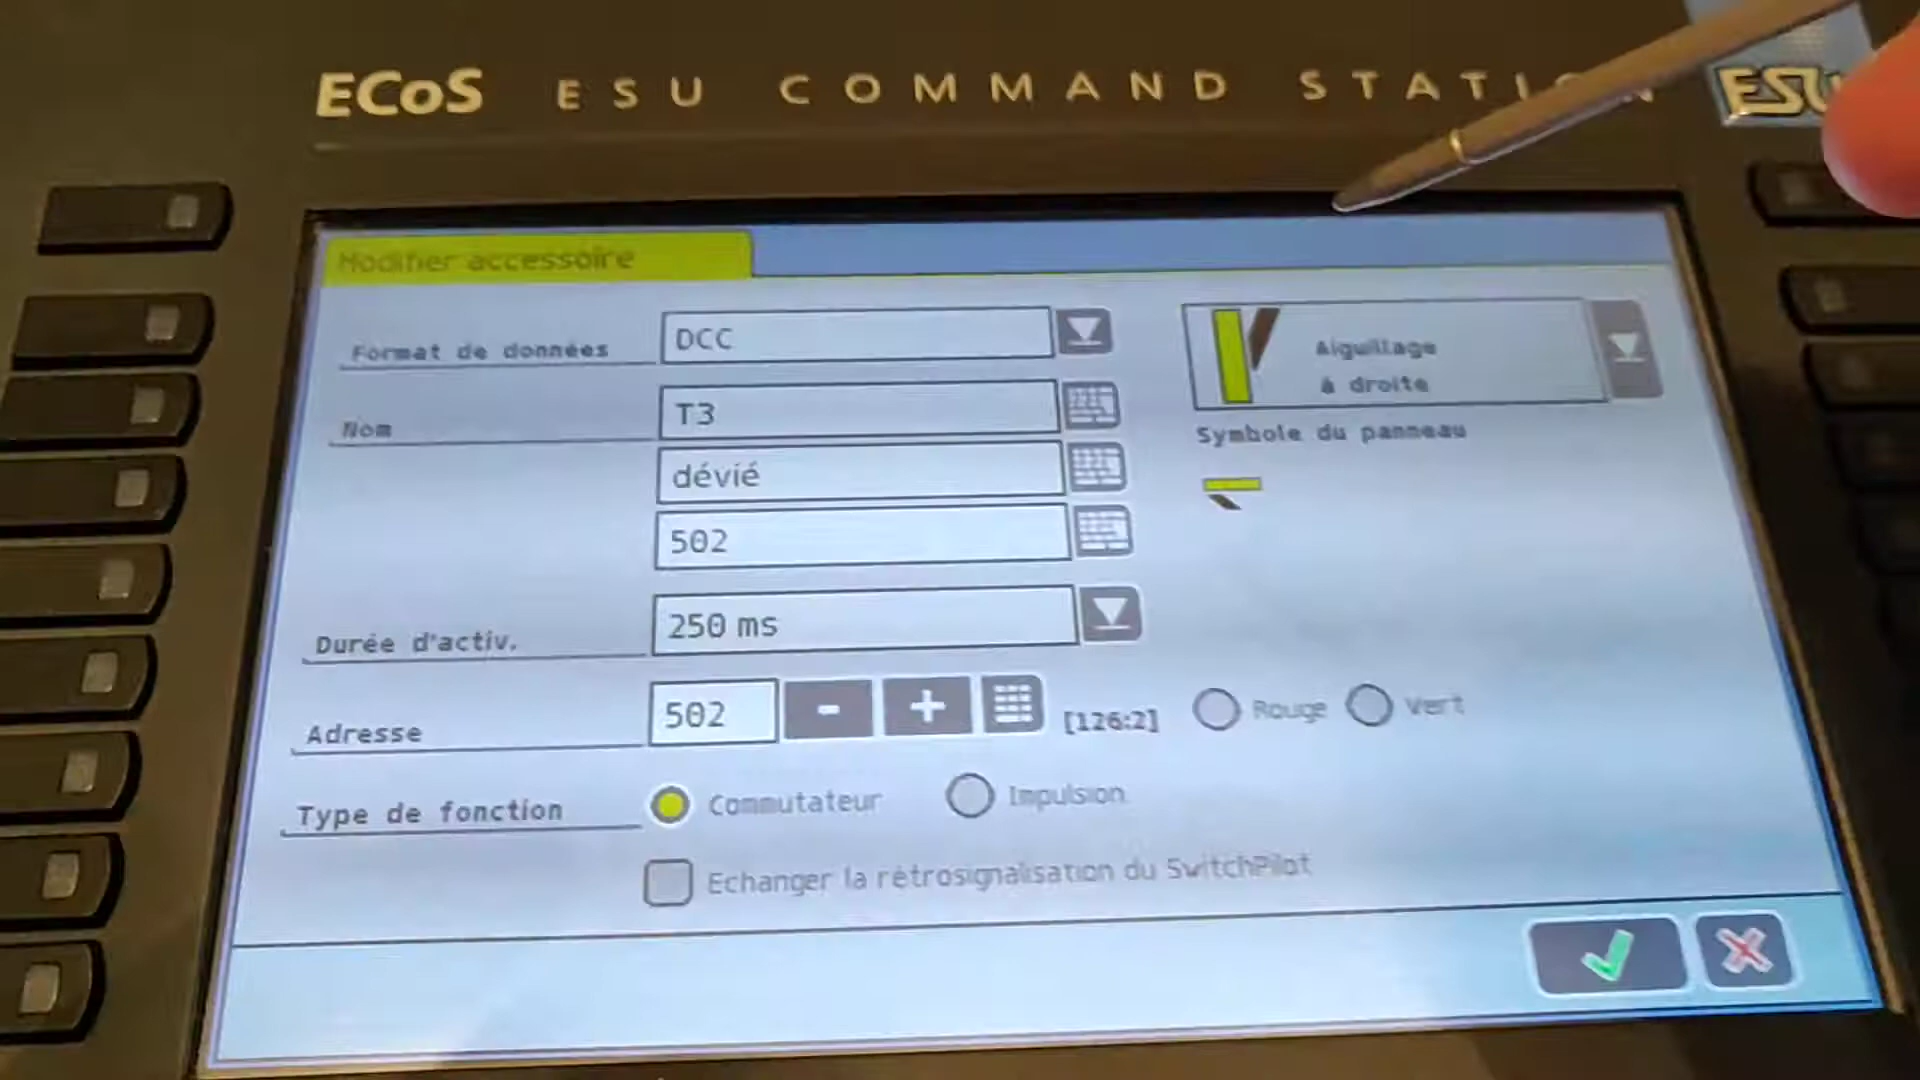 ECoS ESU COMMAND STATION ESU
Modifier accessoire
Format de données DCC
Aiguillage
à droite
Nom T3
Symbole du panneau
dévié
502
Durée d'activ. 250 ms
Adresse 502 - + [126:2] Rouge Vert
Type de fonction Commutateur Impulsion
Echanger la rétrosignalisation du SwitchPilot